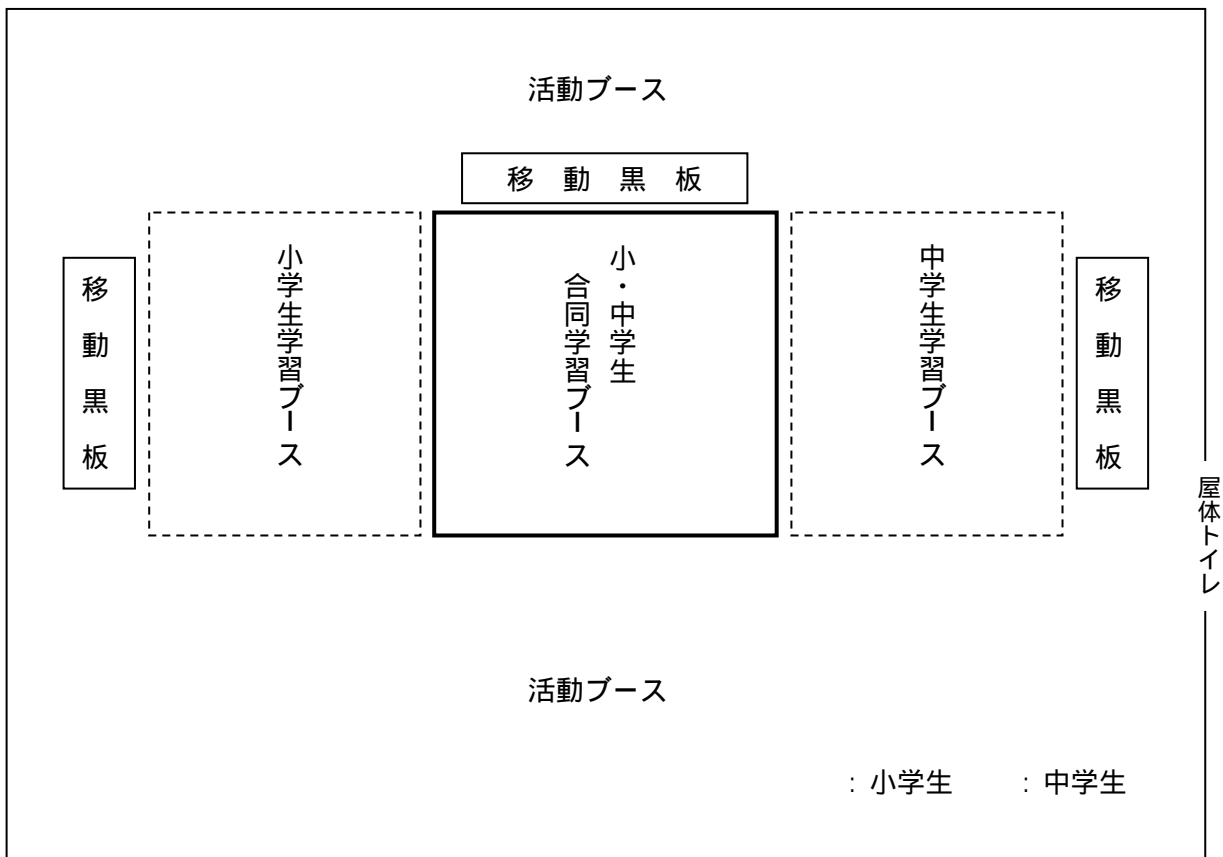 活動ブース
移動黒板
移動黒板
小学生学習ブース
小・中学生
合同学習ブース
中学生学習ブース
移動黒板
屋体トイレ
活動ブース
: 小学生 : 中学生